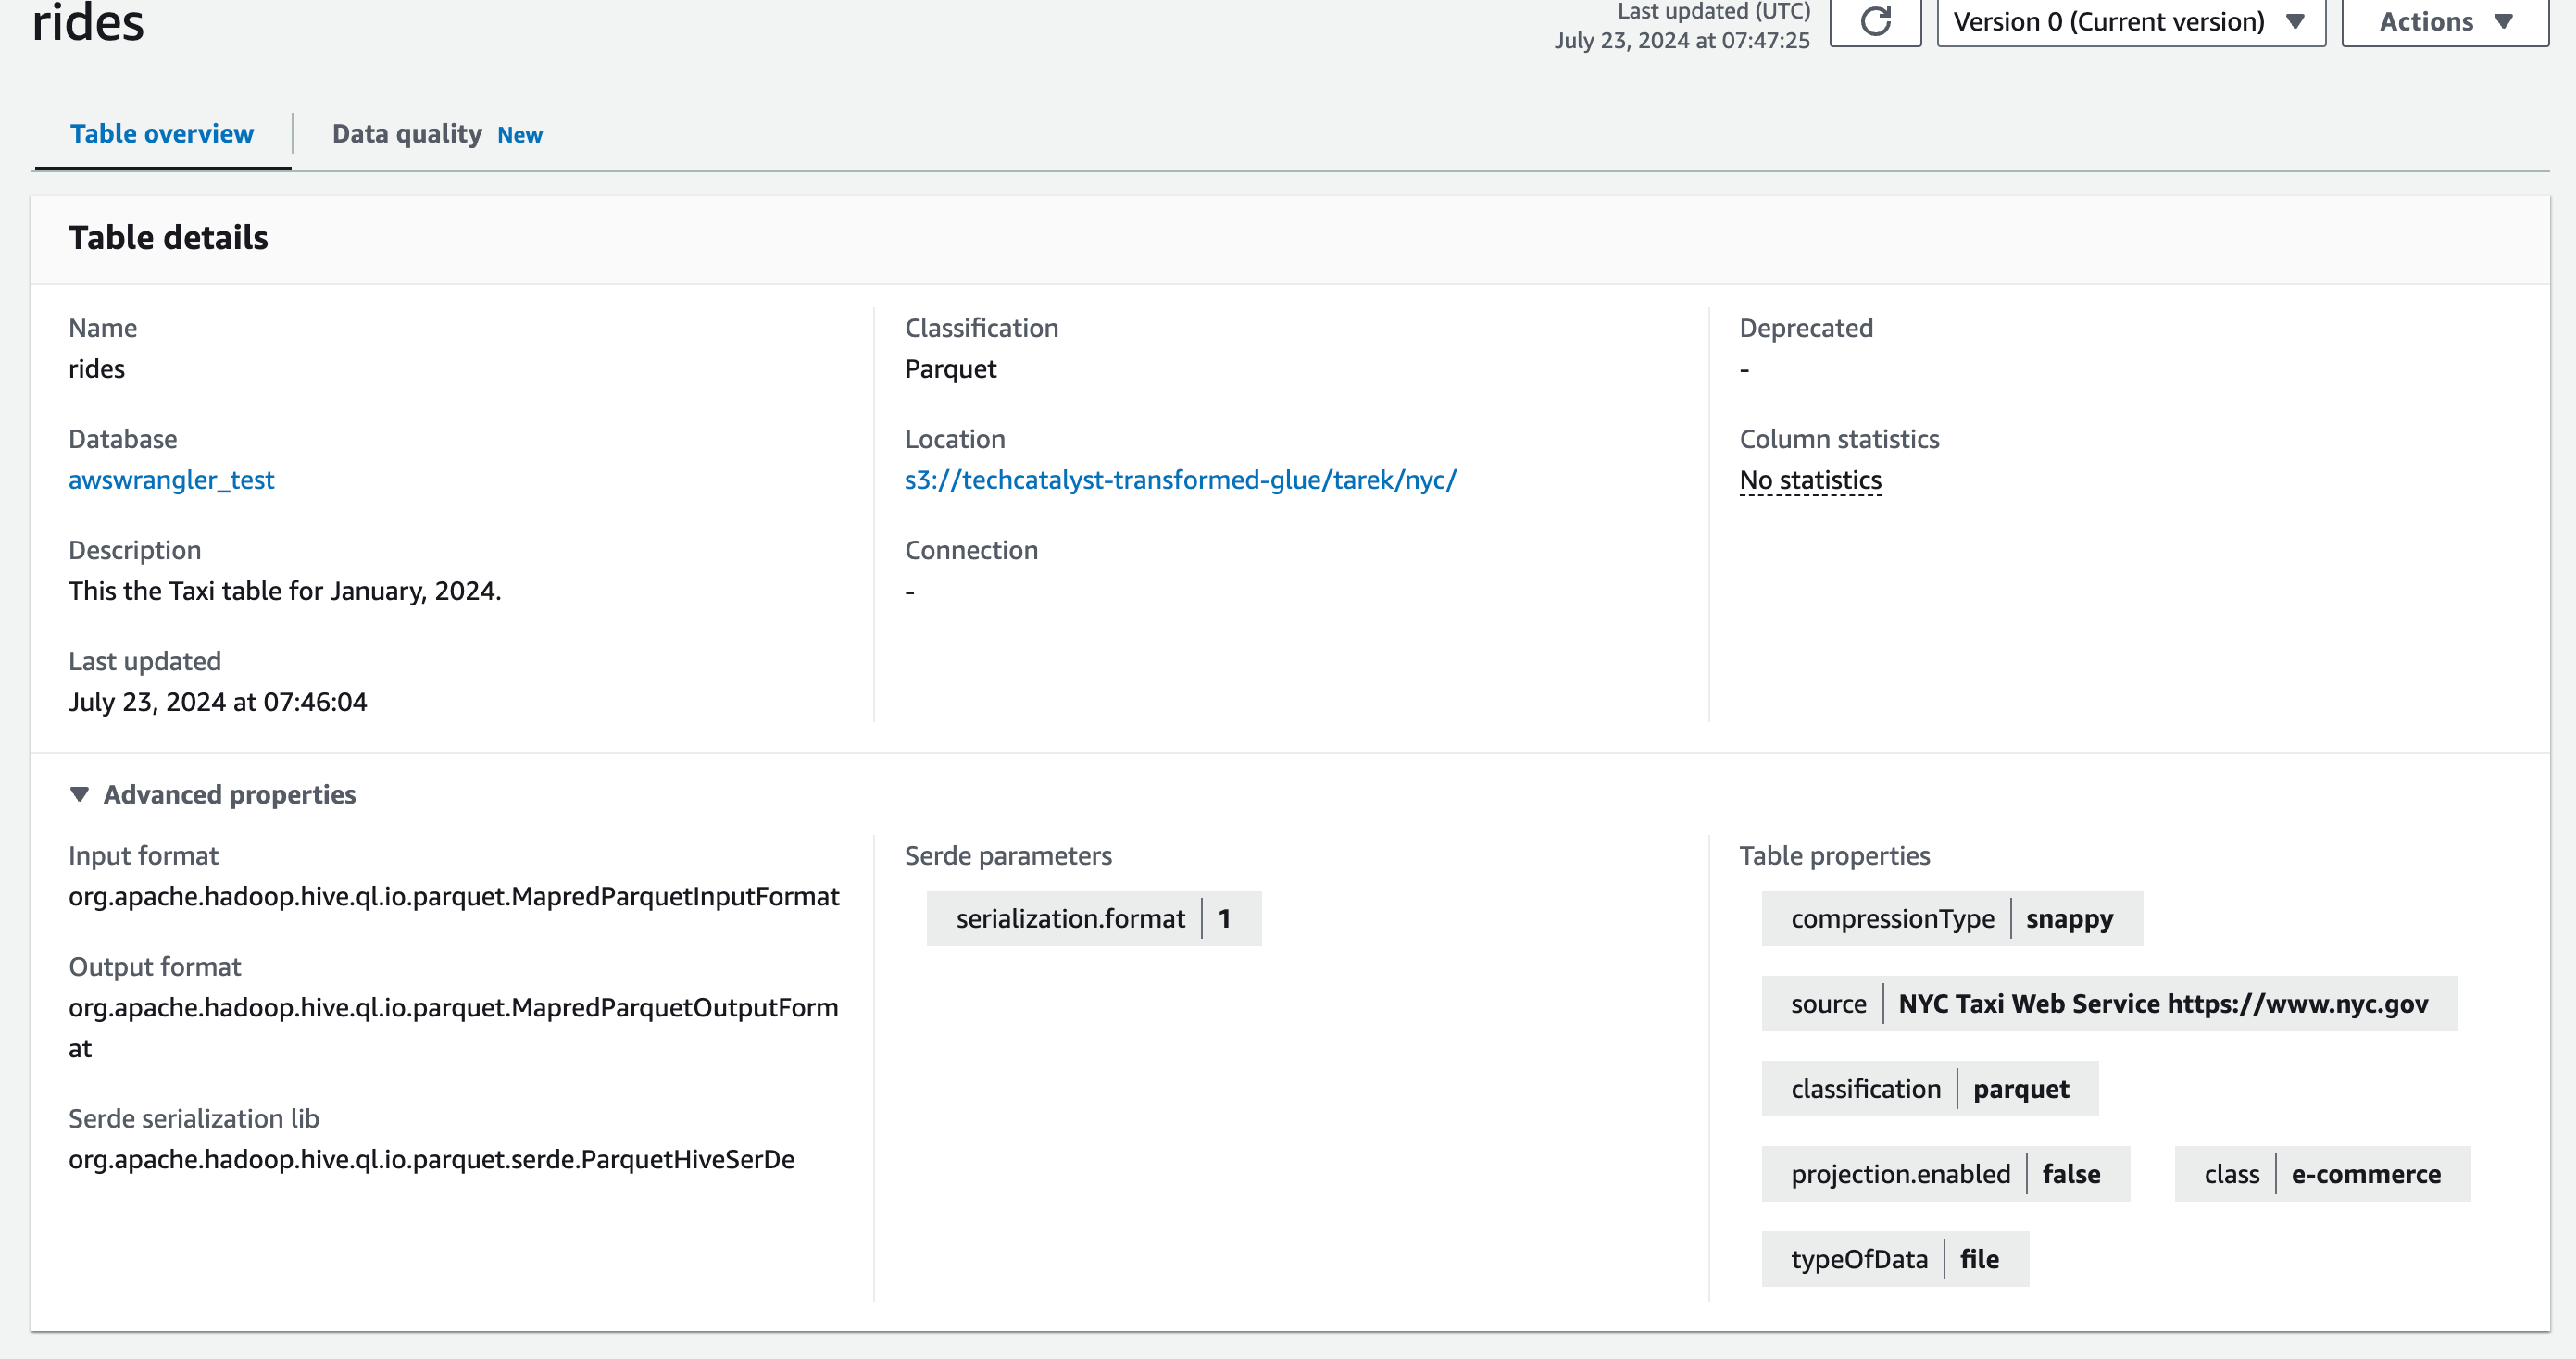 rides
Last updated (UTC)
July 23, 2024 at 07:47:25
Version 0 (Current version)
Actions
Table overview
Data quality New
Table details
Name
rides
Database
awswrangler_test
Description
This the Taxi table for January, 2024.
Last updated
July 23, 2024 at 07:46:04
Classification
Parquet
Location
s3://techcatalyst-transformed-glue/tarek/nyc/
Connection
-
Deprecated
-
Column statistics
No statistics
Advanced properties
Input format
org.apache.hadoop.hive.ql.io.parquet.MapredParquetInputFormat
Output format
org.apache.hadoop.hive.ql.io.parquet.MapredParquetOutputForm
at
Serde serialization lib
org.apache.hadoop.hive.ql.io.parquet.serde.ParquetHiveSerDe
Serde parameters
serialization.format 1
Table properties
compressionType snappy
source NYC Taxi Web Service https://www.nyc.gov
classification parquet
projection.enabled false class e-commerce
typeOfData file